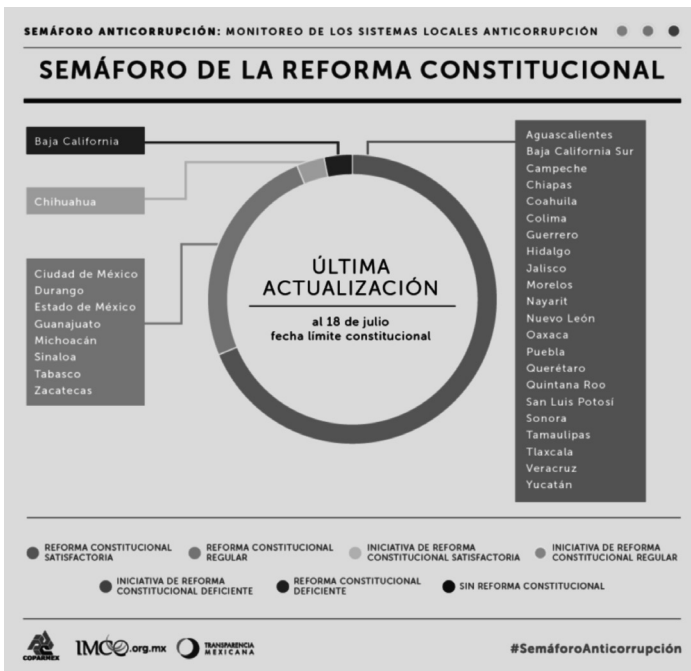 SEMÁFORO ANTICORRUPCIÓN: MONITOREO DE LOS SISTEMAS LOCALES ANTICORRUPCIÓN
SEMÁFORO DE LA REFORMA CONSTITUCIONAL
Baja California
Chihuahua
Ciudad de México
Durango
Estado de México
Guanajuato
Michoacán
Sinaloa
Tabasco
Zacatecas
ÚLTIMA
ACTUALIZACIÓN
al 18 de julio
fecha límite constitucional
Aguascalientes
Baja California Sur
Campeche
Chiapas
Coahuila
Colima
Guerrero
Hidalgo
Jalisco
Morelos
Nayarit
Nuevo León
Oaxaca
Puebla
Querétaro
Quintana Roo
San Luis Potosí
Sonora
Tamaulipas
Tlaxcala
Veracruz
Yucatán
REFORMA CONSTITUCIONAL
SATISFACTORIA
REFORMA CONSTITUCIONAL
REGULAR
INICIATIVA DE REFORMA
CONSTITUCIONAL SATISFACTORIA
INICIATIVA DE REFORMA
CONSTITUCIONAL REGULAR
INICIATIVA DE REFORMA
CONSTITUCIONAL DEFICIENTE
REFORMA CONSTITUCIONAL
DEFICIENTE
SIN REFORMA CONSTITUCIONAL
COPARMEX
IMCO.org.mx
TRANSPARENCIA
MEXICANA
#SemáforoAnticorrupción